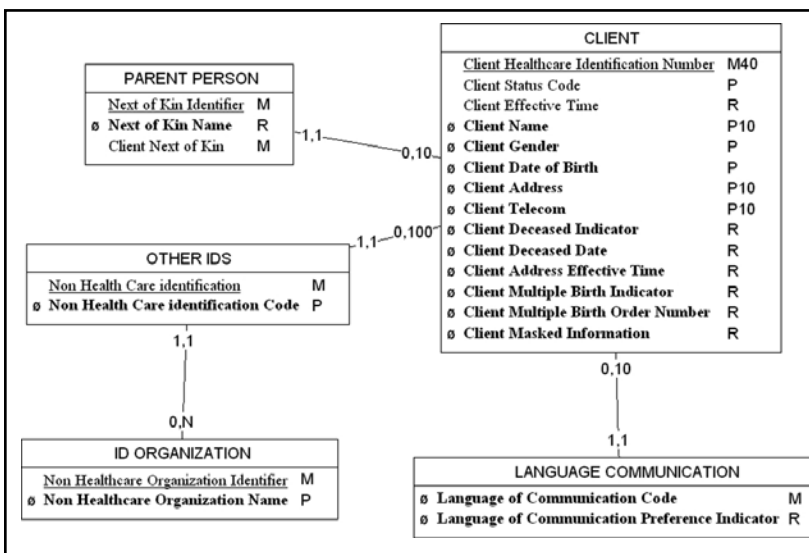 PARENT PERSON
Next of Kin Identifier M
ø Next of Kin Name R
Client Next of Kin M
1,1
0,10
CLIENT
Client Healthcare Identification Number M40
Client Status Code P
Client Effective Time R
ø Client Name P10
ø Client Gender P
ø Client Date of Birth P
ø Client Address P10
ø Client Telecom P10
ø Client Deceased Indicator R
ø Client Deceased Date R
ø Client Address Effective Time R
ø Client Multiple Birth Indicator R
ø Client Multiple Birth Order Number R
ø Client Masked Information R
0,100
1,1
OTHER IDS
Non Health Care identification M
ø Non Health Care identification Code P
1,1
0,N
ID ORGANIZATION
Non Healthcare Organization Identifier M
ø Non Healthcare Organization Name P
0,10
1,1
LANGUAGE COMMUNICATION
ø Language of Communication Code M
ø Language of Communication Preference Indicator R